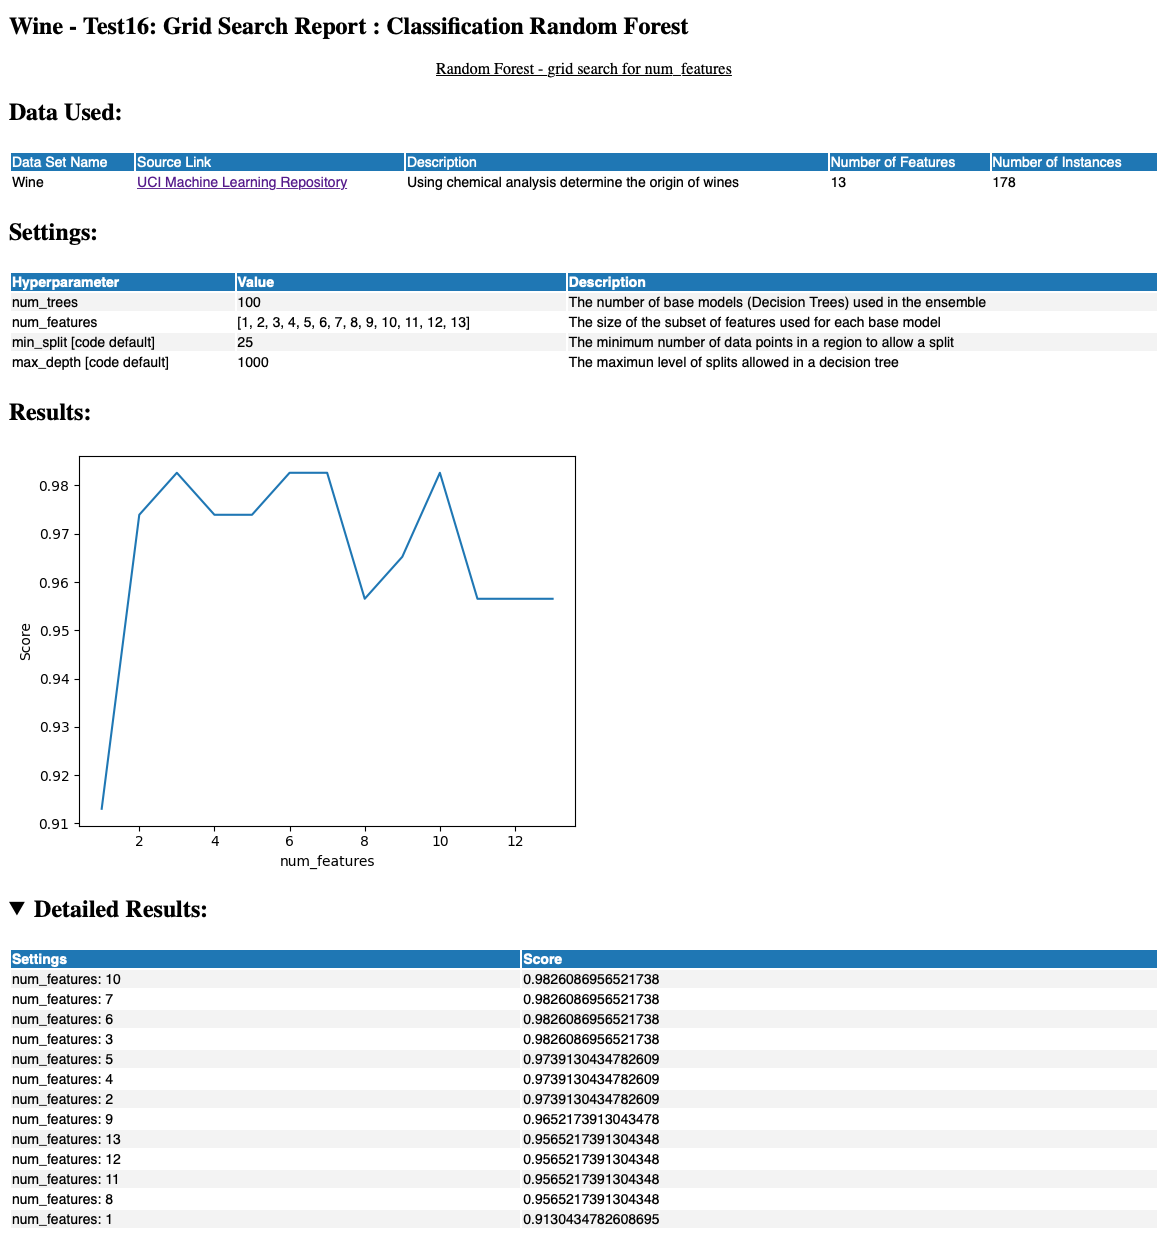 Wine - Test16: Grid Search Report : Classification Random Forest
Random Forest - grid search for num_features
Data Used:
Data Set Name Source Link Description Number of Features Number of Instances
Wine UCI Machine Learning Repository Using chemical analysis determine the origin of wines 13 178
Settings:
Hyperparameter Value Description
num_trees 100 The number of base models (Decision Trees) used in the ensemble
num_features [1, 2, 3, 4, 5, 6, 7, 8, 9, 10, 11, 12, 13] The size of the subset of features used for each base model
min_split [code default] 25 The minimum number of data points in a region to allow a split
max_depth [code default] 1000 The maximun level of splits allowed in a decision tree
Results:
0.98
0.97
0.96
0.95
0.94
0.93
0.92
0.91
Score
2 4 6 8 10 12
num_features
▼ Detailed Results:
Settings Score
num_features: 10 0.9826086956521738
num_features: 7 0.9826086956521738
num_features: 6 0.9826086956521738
num_features: 3 0.9826086956521738
num_features: 5 0.9739130434782609
num_features: 4 0.9739130434782609
num_features: 2 0.9739130434782609
num_features: 9 0.9652173913043478
num_features: 13 0.9565217391304348
num_features: 12 0.9565217391304348
num_features: 11 0.9565217391304348
num_features: 8 0.9565217391304348
num_features: 1 0.9130434782608695